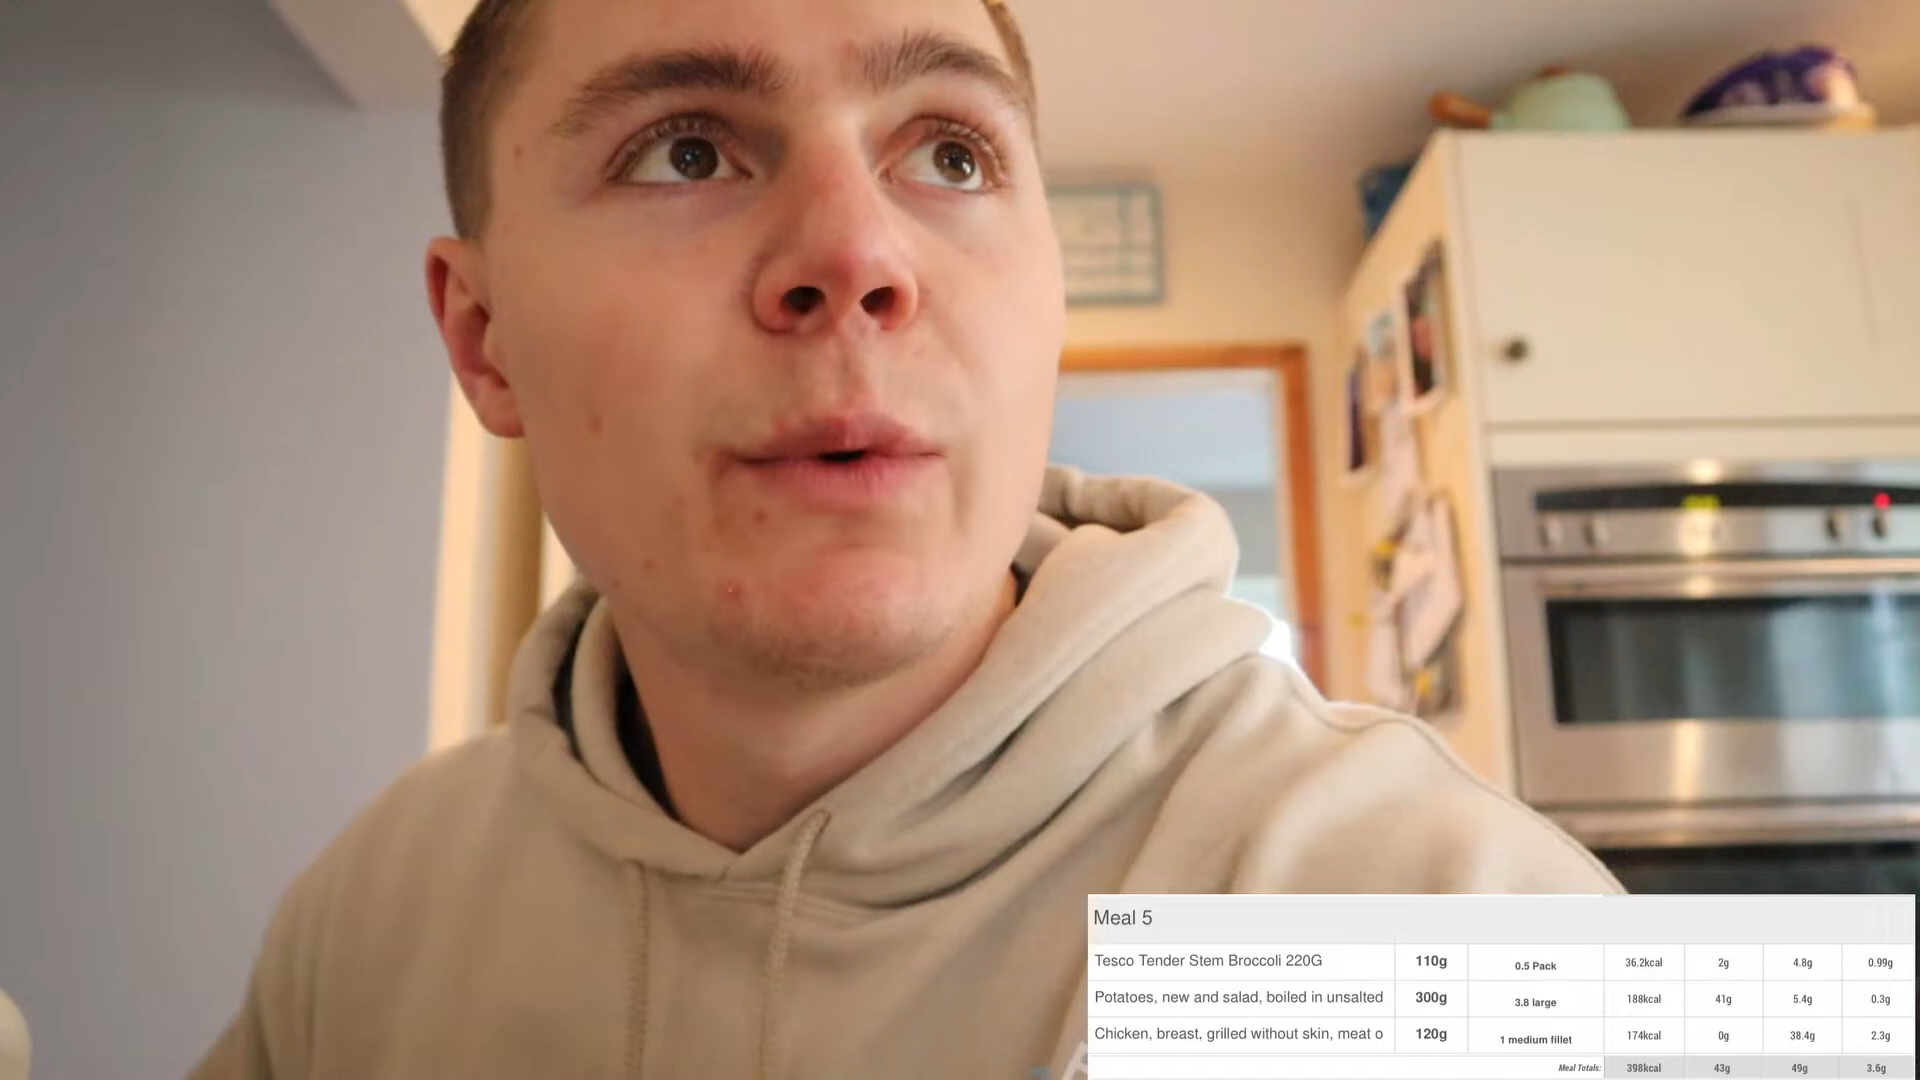 Meal 5
Tesco Tender Stem Broccoli 220G 110g 0.5 Pack 36.2kcal 2g 4.8g 0.99g
Potatoes, new and salad, boiled in unsalted 300g 3.8 large 188kcal 41g 5.4g 0.3g
Chicken, breast, grilled without skin, meat o 120g 1 medium fillet 174kcal 0g 38.4g 2.3g
Meal Totals: 398kcal 43g 49g 3.6g